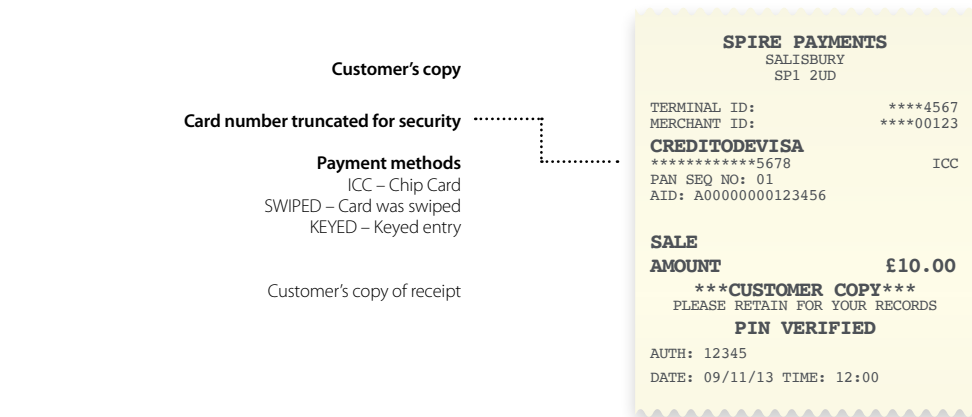 Customer's copy
Card number truncated for security
Payment methods
ICC – Chip Card
SWIPED – Card was swiped
KEYED – Keyed entry
Customer's copy of receipt
SPIRE PAYMENTS
SALISBURY
SP1 2UD
TERMINAL ID: ****4567
MERCHANT ID: ****00123
CREDITODEVISA
************5678 ICC
PAN SEQ NO: 01
AID: A00000000123456
SALE
AMOUNT £10.00
***CUSTOMER COPY***
PLEASE RETAIN FOR YOUR RECORDS
PIN VERIFIED
AUTH: 12345
DATE: 09/11/13 TIME: 12:00